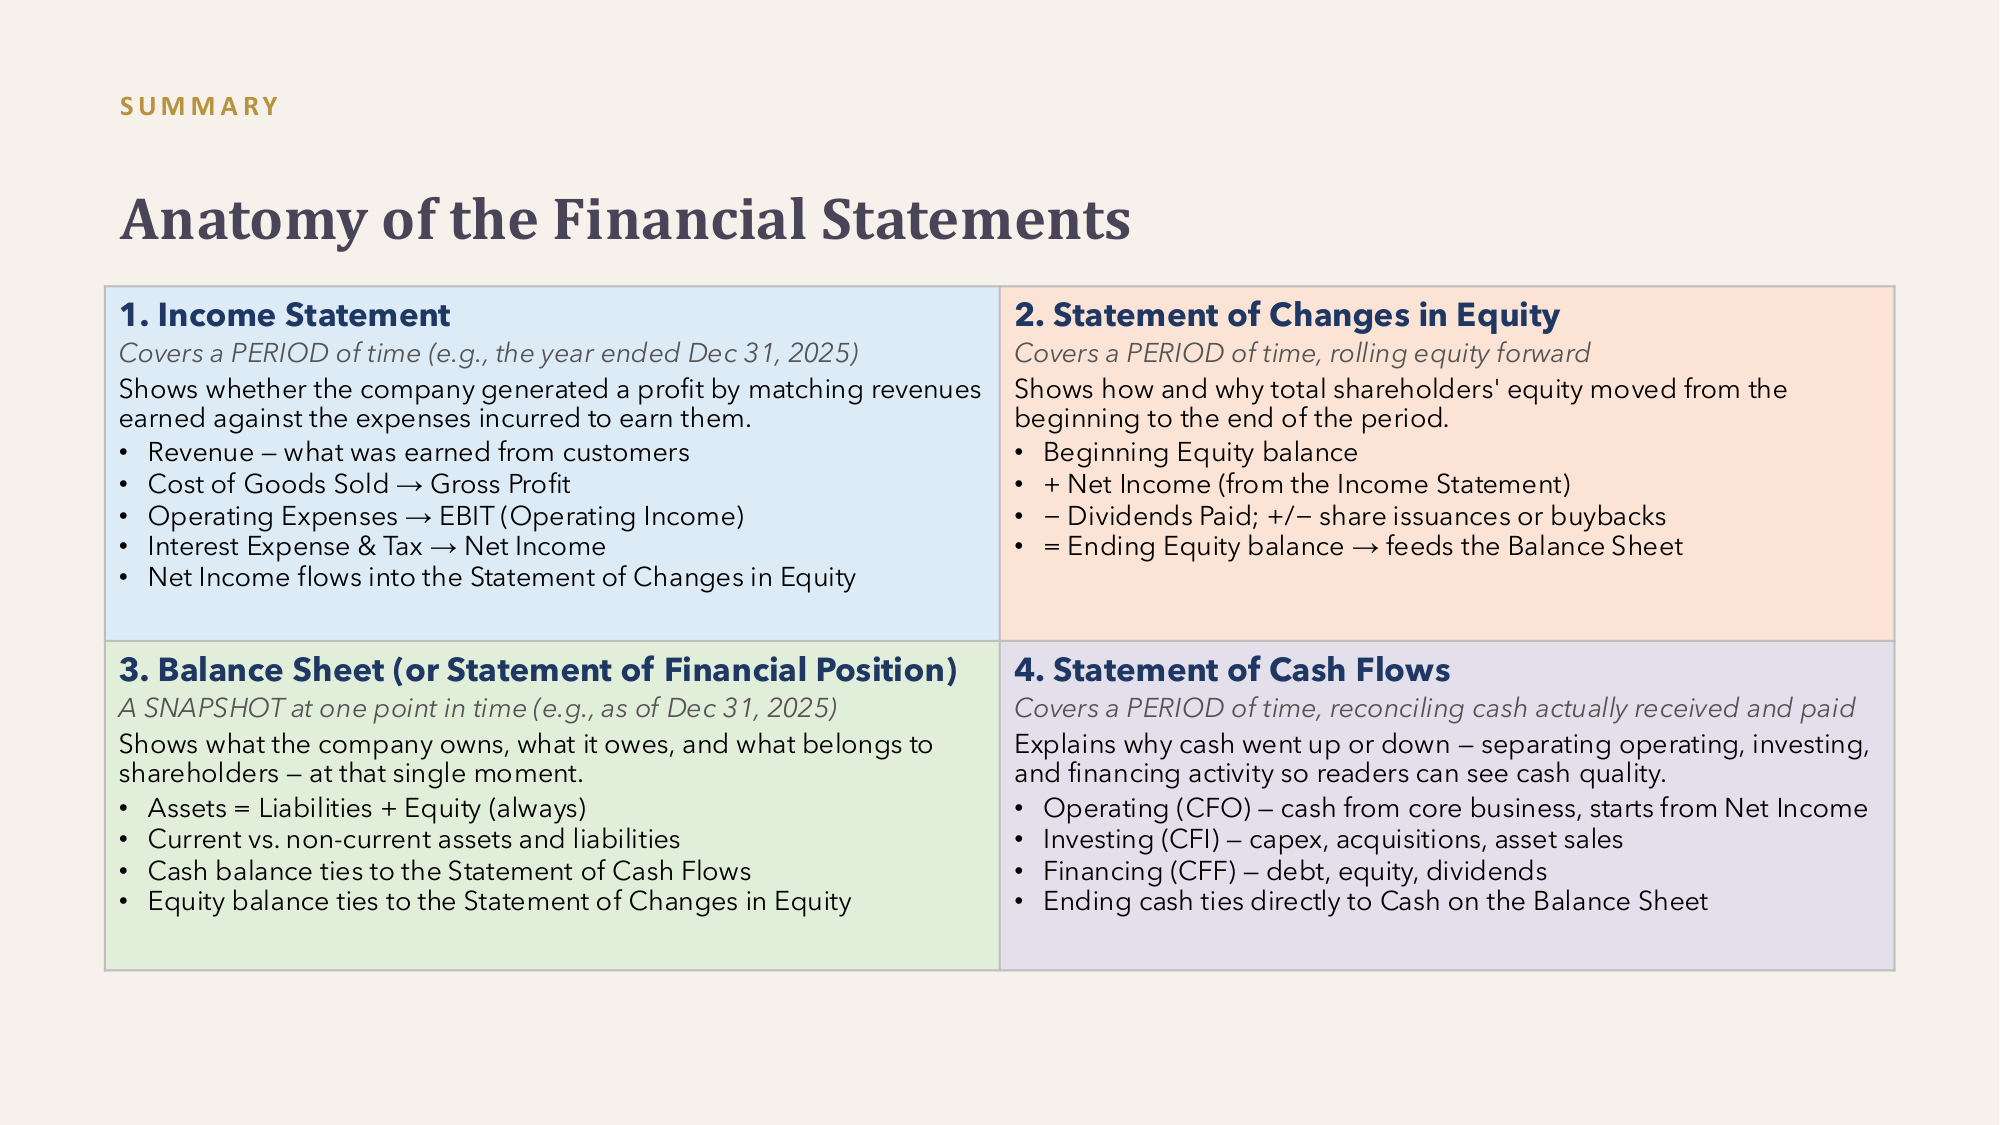 SUMMARY
Anatomy of the Financial Statements
1. Income Statement
Covers a PERIOD of time (e.g., the year ended Dec 31, 2025)
Shows whether the company generated a profit by matching revenues
earned against the expenses incurred to earn them.
• Revenue – what was earned from customers
• Cost of Goods Sold → Gross Profit
• Operating Expenses → EBIT (Operating Income)
• Interest Expense & Tax → Net Income
• Net Income flows into the Statement of Changes in Equity
2. Statement of Changes in Equity
Covers a PERIOD of time, rolling equity forward
Shows how and why total shareholders' equity moved from the
beginning to the end of the period.
• Beginning Equity balance
• + Net Income (from the Income Statement)
• − Dividends Paid; +/− share issuances or buybacks
• = Ending Equity balance → feeds the Balance Sheet
3. Balance Sheet (or Statement of Financial Position)
A SNAPSHOT at one point in time (e.g., as of Dec 31, 2025)
Shows what the company owns, what it owes, and what belongs to
shareholders – at that single moment.
• Assets = Liabilities + Equity (always)
• Current vs. non-current assets and liabilities
• Cash balance ties to the Statement of Cash Flows
• Equity balance ties to the Statement of Changes in Equity
4. Statement of Cash Flows
Covers a PERIOD of time, reconciling cash actually received and paid
Explains why cash went up or down – separating operating, investing,
and financing activity so readers can see cash quality.
• Operating (CFO) – cash from core business, starts from Net Income
• Investing (CFI) – capex, acquisitions, asset sales
• Financing (CFF) – debt, equity, dividends
• Ending cash ties directly to Cash on the Balance Sheet